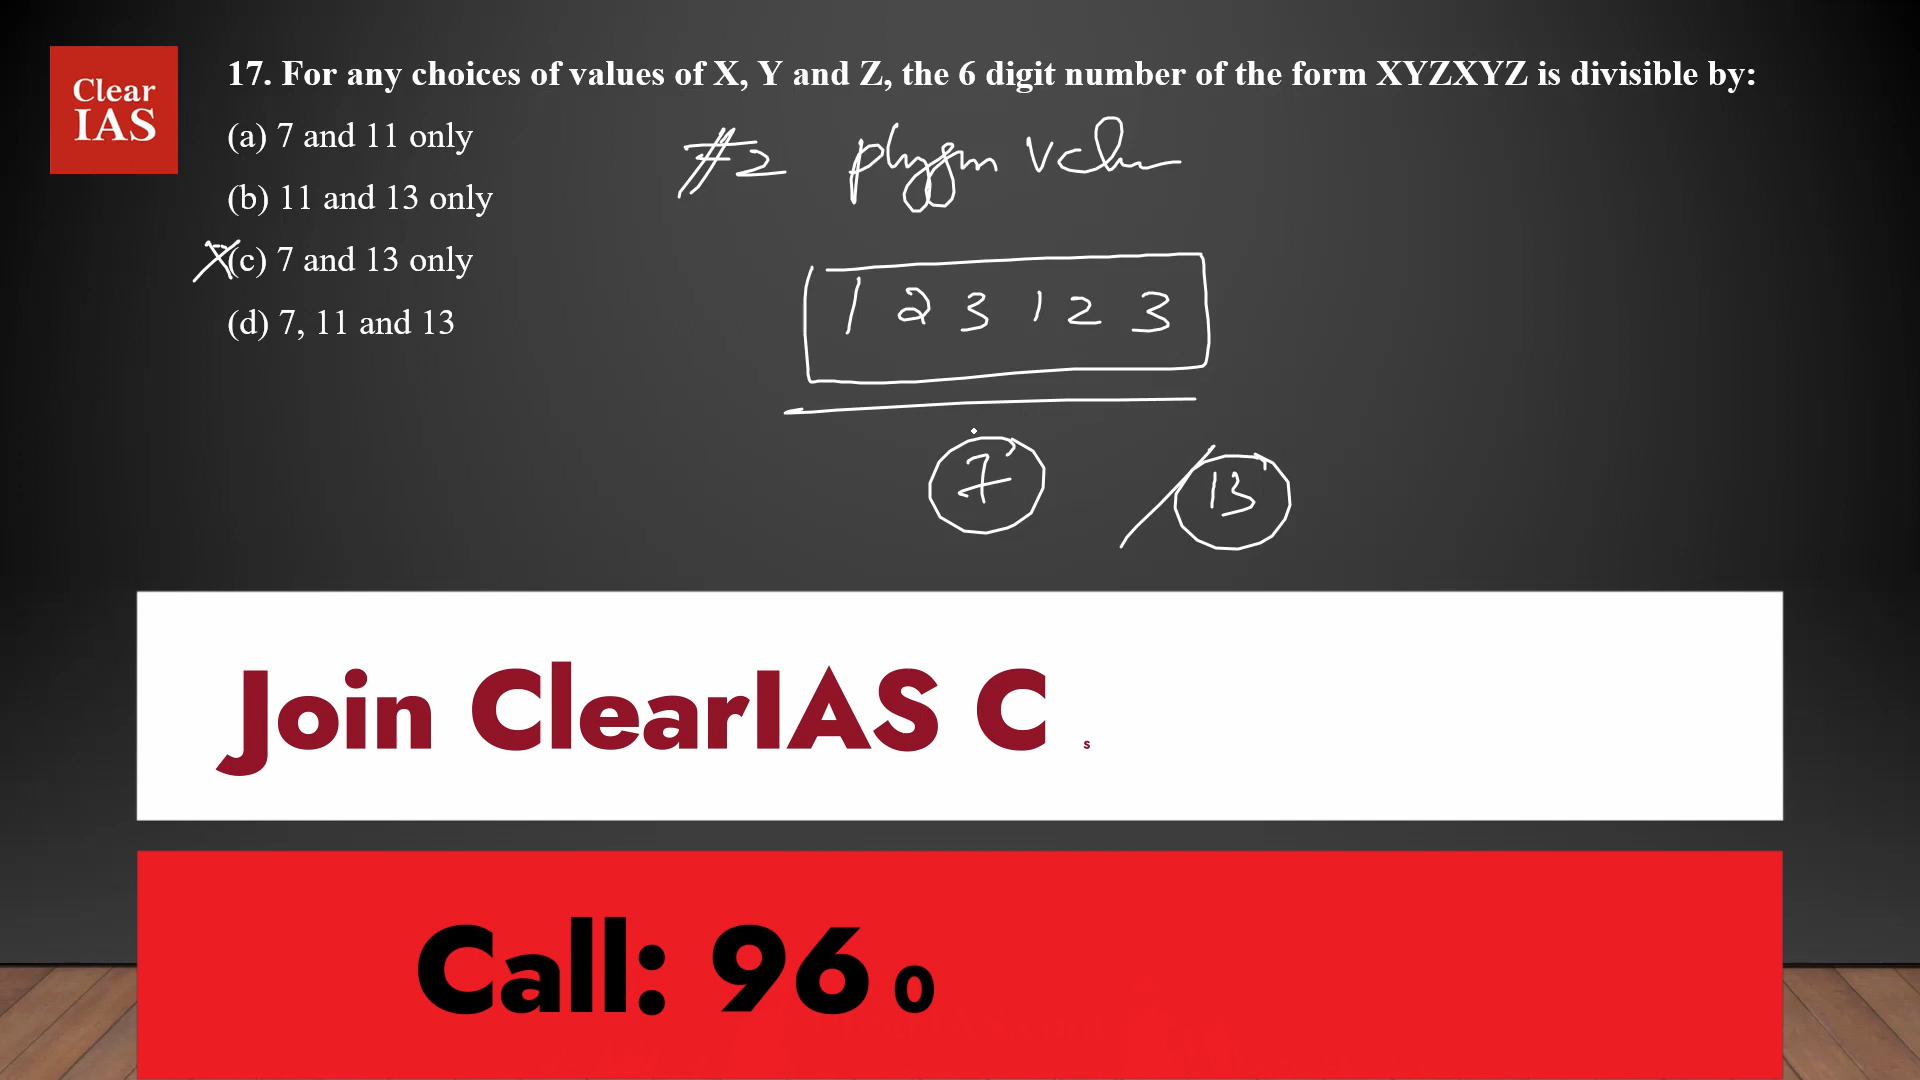 Clear
IAS
17. For any choices of values of X, Y and Z, the 6 digit number of the form XYZXYZ is divisible by:
(a) 7 and 11 only
(b) 11 and 13 only
(c) 7 and 13 only
(d) 7, 11 and 13
#2
1 2 3 1 2 3
7
13
Join ClearIAS C s
Call: 96 0